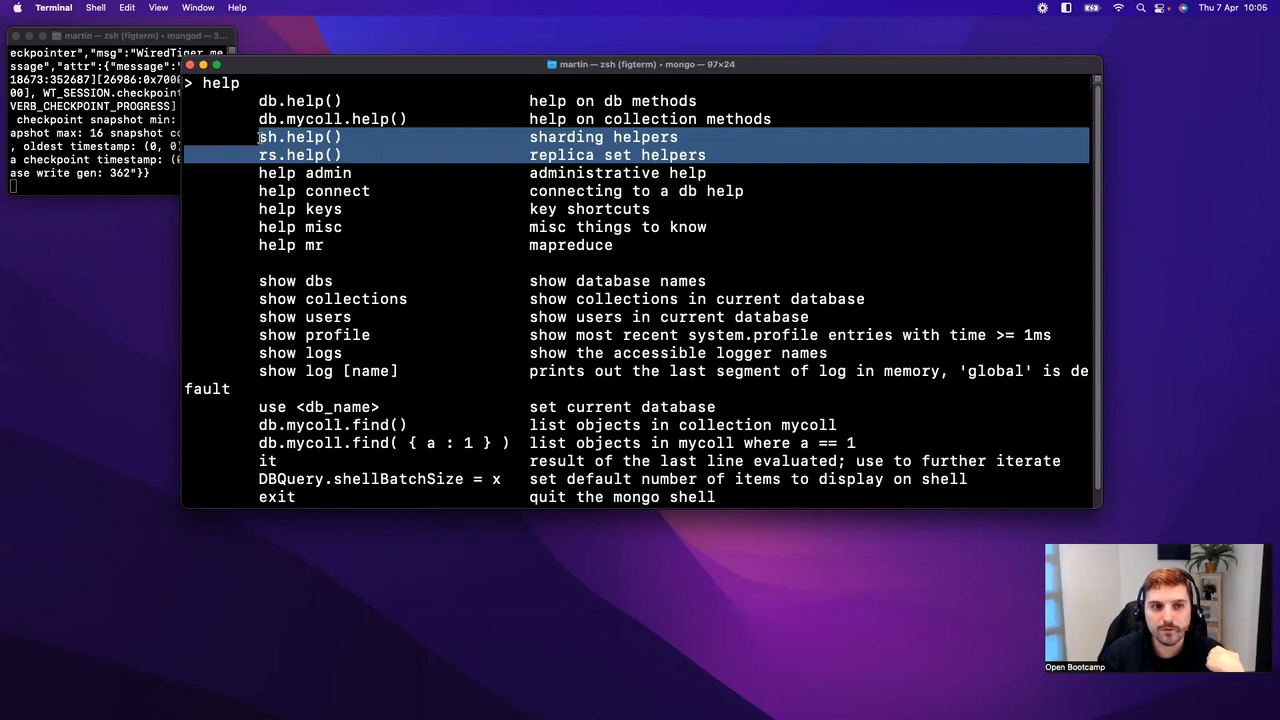 Terminal Shell Edit View Window Help Thu 7 Apr 10:05
martin — zsh (figterm) • mongod — 3...
eckpointer","msg":"WiredTiger me
ssage","attr":{"message":"
18673:352687][26986:0x7000
00], WT_SESSION.checkpoint
VERB_CHECKPOINT_PROGRESS]
checkpoint snapshot min:
apshot max: 16 snapshot co
, oldest timestamp: (0, 0)
a checkpoint timestamp: (0
ase write gen: 362"}}
martin — zsh (figterm) • mongo — 97×24
> help
db.help() help on db methods
db.mycoll.help() help on collection methods
sh.help() sharding helpers
rs.help() replica set helpers
help admin administrative help
help connect connecting to a db help
help keys key shortcuts
help misc misc things to know
help mr mapreduce
show dbs show database names
show collections show collections in current database
show users show users in current database
show profile show most recent system.profile entries with time >= 1ms
show logs show the accessible logger names
show log [name] prints out the last segment of log in memory, 'global' is de
fault
use <db_name> set current database
db.mycoll.find() list objects in collection mycoll
db.mycoll.find( { a : 1 } ) list objects in mycoll where a == 1
it result of the last line evaluated; use to further iterate
DBQuery.shellBatchSize = x set default number of items to display on shell
exit quit the mongo shell
Open Bootcamp